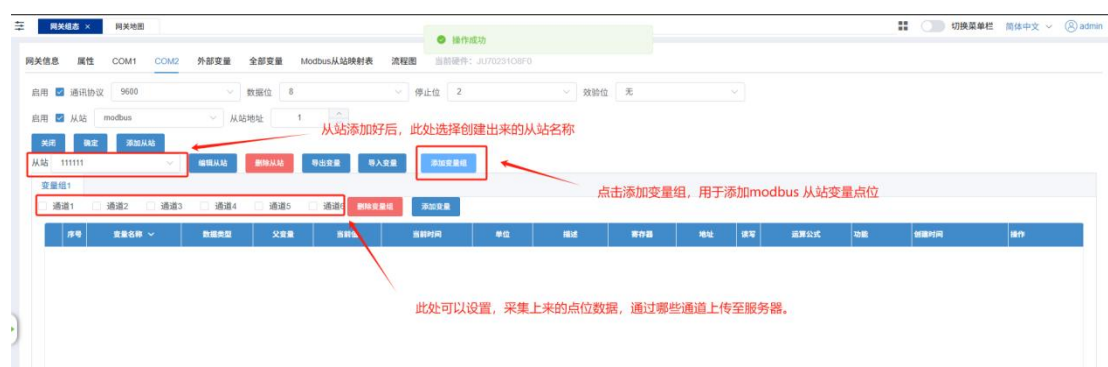 网关组态 × 网关地图 切换菜单栏 简体中文 admin
操作成功
网关信息 属性 COM1 COM2 外部变量 全部变量 Modbus从站映射表 流程图 当前硬件: JU70231O8F0
启用 通讯协议 9600 数据位 8 停止位 2 效验位 无
启用 从站 modbus 从站地址 1
从站添加好后，此处选择创建出来的从站名称
关闭 确定 添加从站
从站 111111 编辑从站 删除从站 导出变量 导入变量 添加变量组
变量组1
点击添加变量组，用于添加modbus 从站变量点位
通道1 通道2 通道3 通道4 通道5 通道6 删除变量组 添加变量
序号 变量名称 数据类型 父变量 当前值 当前时间 单位 描述 寄存器 地址 读写 运算公式 功能 创建时间 操作
此处可以设置，采集上来的点位数据，通过哪些通道上传至服务器。